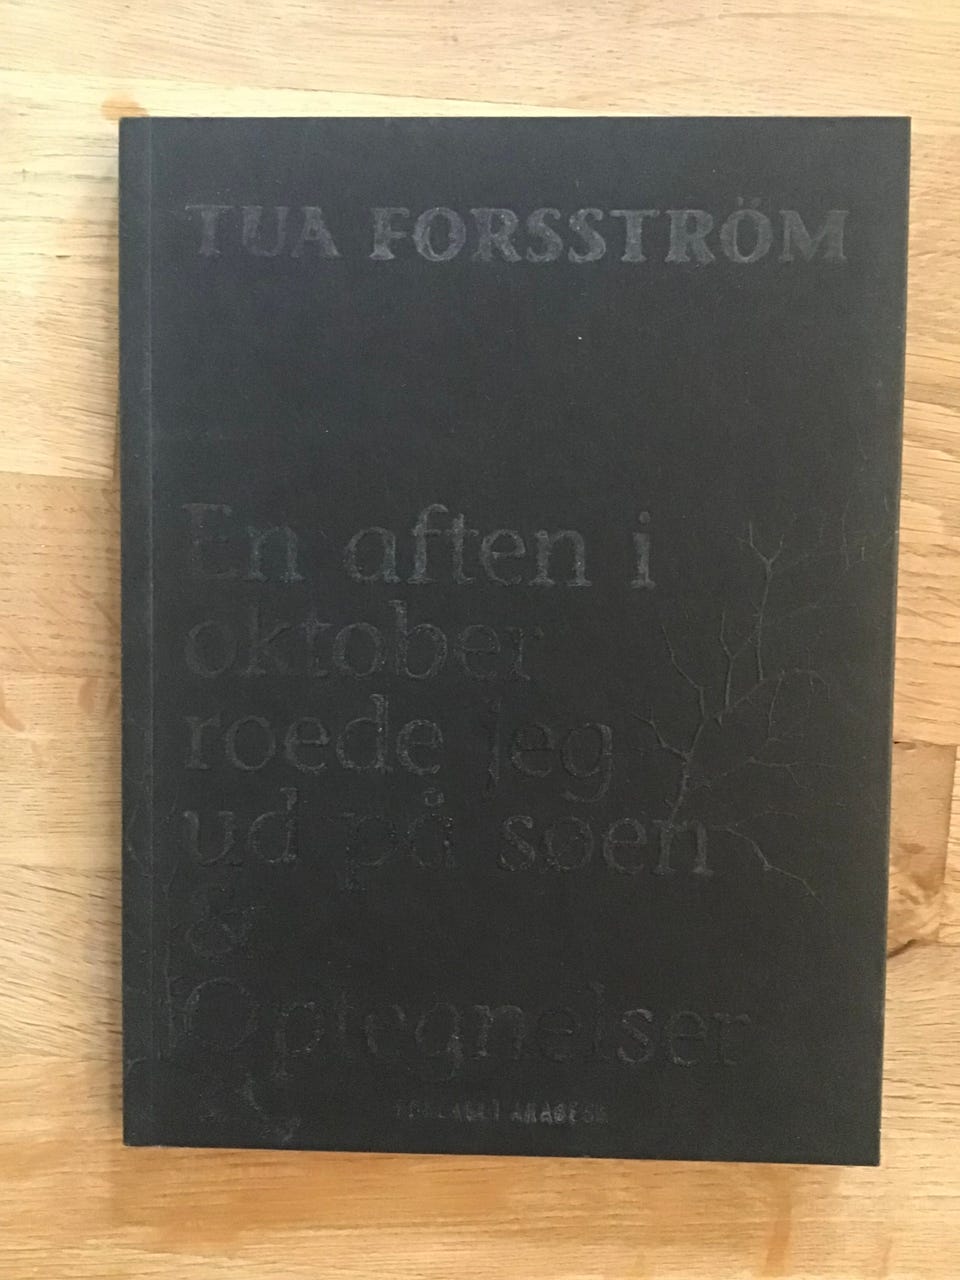 TUA FORSSTRÖM
En aften i
oktober
roede jeg
ud på søen
&
Optegnelser
FORLAGET ARABESK